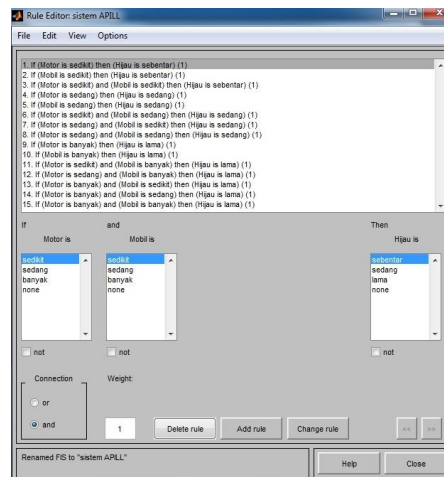 Rule Editor: sistem APILL
File Edit View Options
1. If (Motor is sedikit) then (Hijau is sebentar) (1)
2. If (Mobil is sedikit) then (Hijau is sebentar) (1)
3. If (Motor is sedikit) and (Mobil is sedikit) then (Hijau is sebentar) (1)
4. If (Motor is sedang) then (Hijau is sedang) (1)
5. If (Mobil is sedang) then (Hijau is sedang) (1)
6. If (Motor is sedikit) and (Mobil is sedang) then (Hijau is sedang) (1)
7. If (Motor is sedang) and (Mobil is sedikit) then (Hijau is sedang) (1)
8. If (Motor is sedang) and (Mobil is sedang) then (Hijau is sedang) (1)
9. If (Motor is banyak) then (Hijau is lama) (1)
10. If (Mobil is banyak) then (Hijau is lama) (1)
11. If (Motor is sedikit) and (Mobil is banyak) then (Hijau is lama) (1)
12. If (Motor is sedang) and (Mobil is banyak) then (Hijau is lama) (1)
13. If (Motor is banyak) and (Mobil is sedikit) then (Hijau is lama) (1)
14. If (Motor is banyak) and (Mobil is sedang) then (Hijau is lama) (1)
15. If (Motor is banyak) and (Mobil is banyak) then (Hijau is lama) (1)
If and Then
Motor is Mobil is Hijau is
sedikit sedikit sebentar
sedang sedang sedang
banyak banyak lama
none none none
not not not
Connection Weight:
or
and 1 Delete rule Add rule Change rule << >>
Renamed FIS to "sistem APILL"
Help Close